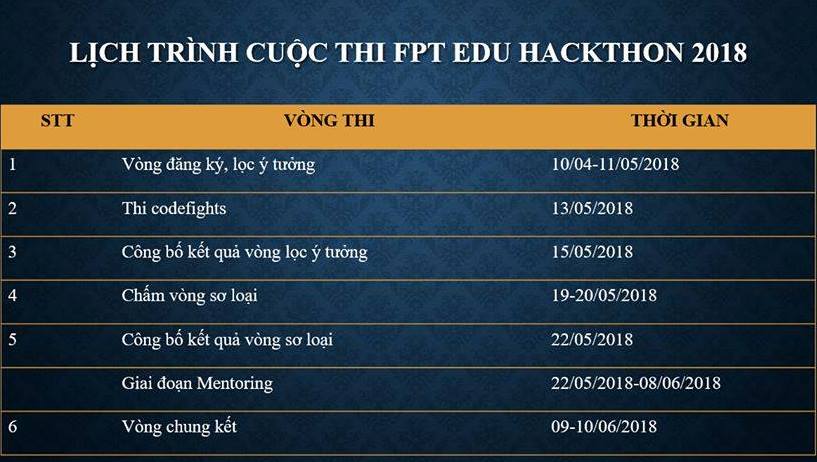 LỊCH TRÌNH CUỘC THI FPT EDU HACKTHON 2018
STT VÒNG THI THỜI GIAN
1 Vòng đăng ký, lọc ý tưởng 10/04-11/05/2018
2 Thi codefights 13/05/2018
3 Công bố kết quả vòng lọc ý tưởng 15/05/2018
4 Chấm vòng sơ loại 19-20/05/2018
5 Công bố kết quả vòng sơ loại 22/05/2018
Giai đoạn Mentoring 22/05/2018-08/06/2018
6 Vòng chung kết 09-10/06/2018